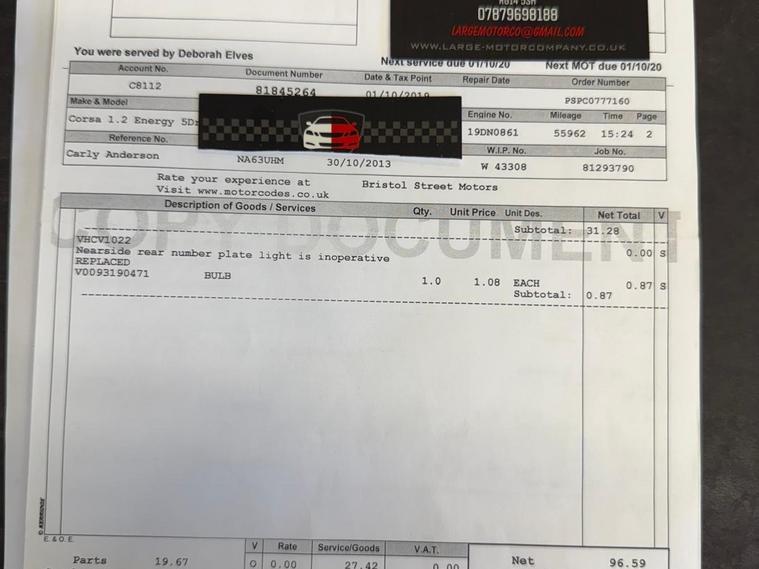 RG14 5SH
07879698188
LARGEMOTORCO@GMAIL.COM
WWW.LARGE-MOTORCOMPANY.CO.UK
You were served by Deborah Elves
Next service due 01/10/20 Next MOT due 01/10/20
Account No. Document Number Date & Tax Point Repair Date Order Number
C8112 81845264 01/10/2019 PSPC0777160
Make & Model Engine No. Mileage Time Page
Corsa 1.2 Energy 5Dr 19DN0861 55962 15:24 2
Reference No. W.I.P. No. Job No.
Carly Anderson NA63UHM 30/10/2013 W 43308 81293790
Rate your experience at Bristol Street Motors
Visit www.motorcodes.co.uk
Description of Goods / Services Qty. Unit Price Unit Des. Net Total V
COPY DOCUMENT
Subtotal: 31.28
VHCV1022 0.00 S
Nearside rear number plate light is inoperative
REPLACED
V0093190471 BULB 1.0 1.08 EACH 0.87 S
Subtotal: 0.87
© KERRIDGE
E. & O. E.
V Rate Service/Goods V.A.T.
Parts 19.67 0 0.00 27.42 0.00 Net 96.59